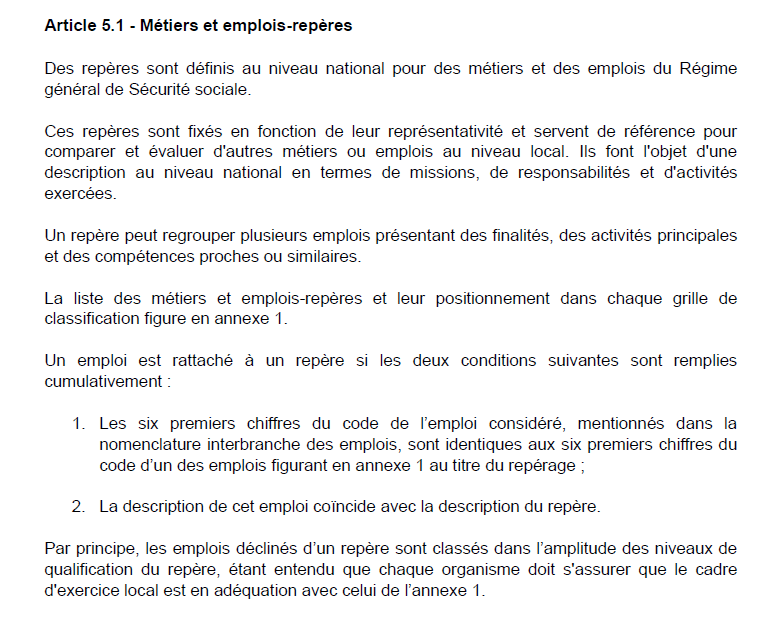 Article 5.1 - Métiers et emplois-repères
Des repères sont définis au niveau national pour des métiers et des emplois du Régime
général de Sécurité sociale.
Ces repères sont fixés en fonction de leur représentativité et servent de référence pour
comparer et évaluer d'autres métiers ou emplois au niveau local. Ils font l'objet d'une
description au niveau national en termes de missions, de responsabilités et d'activités
exercées.
Un repère peut regrouper plusieurs emplois présentant des finalités, des activités principales
et des compétences proches ou similaires.
La liste des métiers et emplois-repères et leur positionnement dans chaque grille de
classification figure en annexe 1.
Un emploi est rattaché à un repère si les deux conditions suivantes sont remplies
cumulativement :
1. Les six premiers chiffres du code de l’emploi considéré, mentionnés dans la
nomenclature interbranche des emplois, sont identiques aux six premiers chiffres du
code d’un des emplois figurant en annexe 1 au titre du repérage ;
2. La description de cet emploi coïncide avec la description du repère.
Par principe, les emplois déclinés d’un repère sont classés dans l’amplitude des niveaux de
qualification du repère, étant entendu que chaque organisme doit s'assurer que le cadre
d'exercice local est en adéquation avec celui de l’annexe 1.